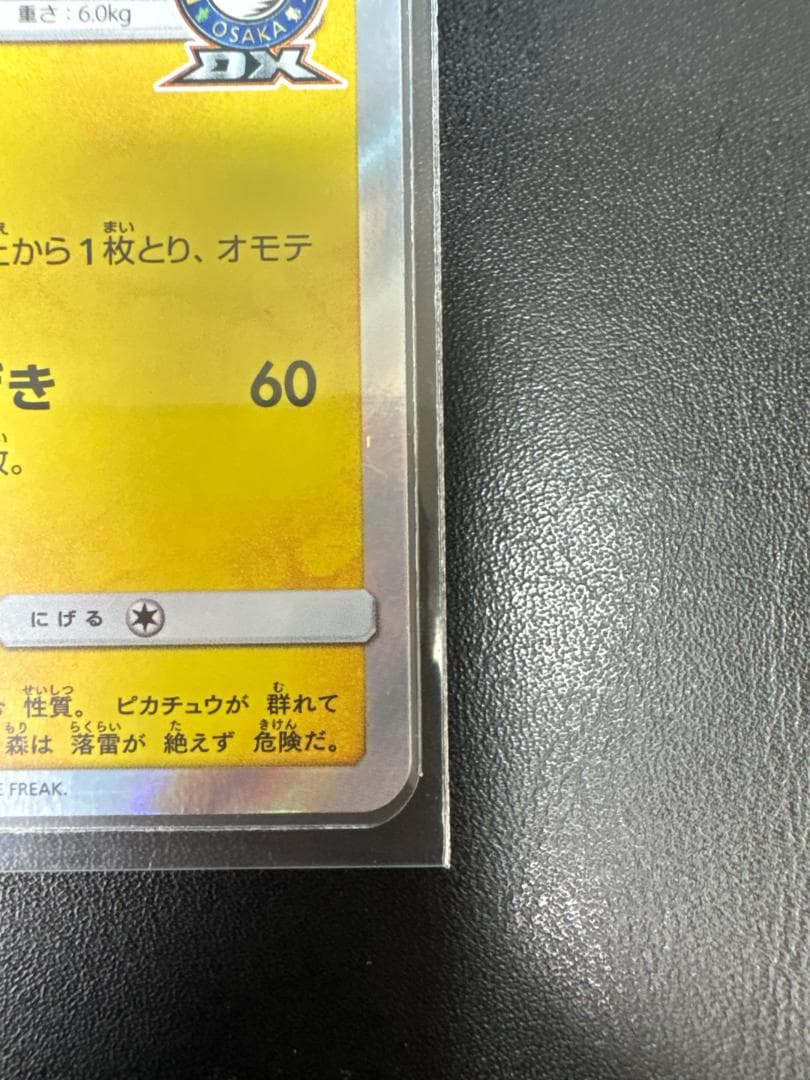 重さ：6.0kg
OSAKA
DX
から1枚とり、オモテ
き 60
。
にげる
性質。ピカチュウが 群れて
森は 落雷が 絶えず 危険だ。
FREAK.